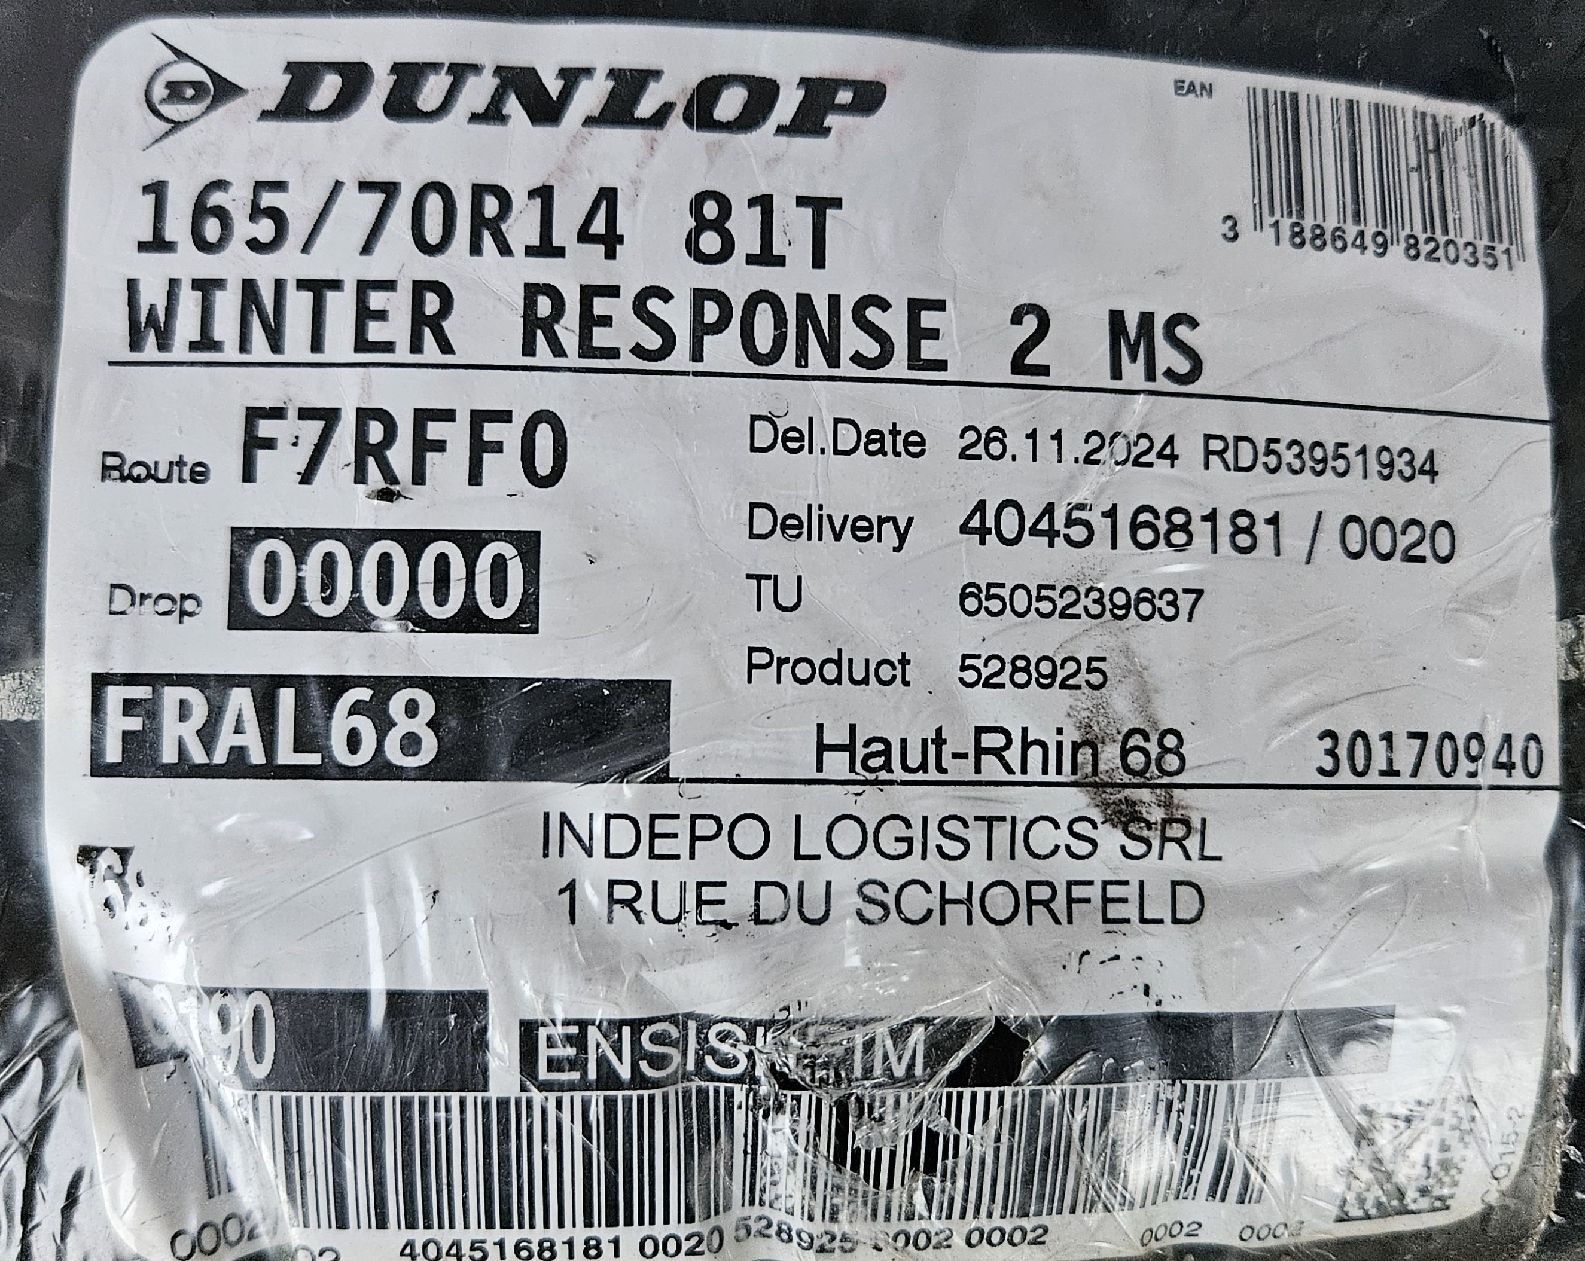 DUNLOP
EAN
3 188649 820351
165/70R14 81T
WINTER RESPONSE 2 MS
Route F7RFF0
Del.Date 26.11.2024 RD53951934
Delivery 4045168181 / 0020
Drop 00000
TU 6505239637
Product 528925
FRAL68
Haut-Rhin 68 30170940
INDEPO LOGISTICS SRL
1 RUE DU SCHORFELD
4045168181 0020 528925 0002 0002
0002